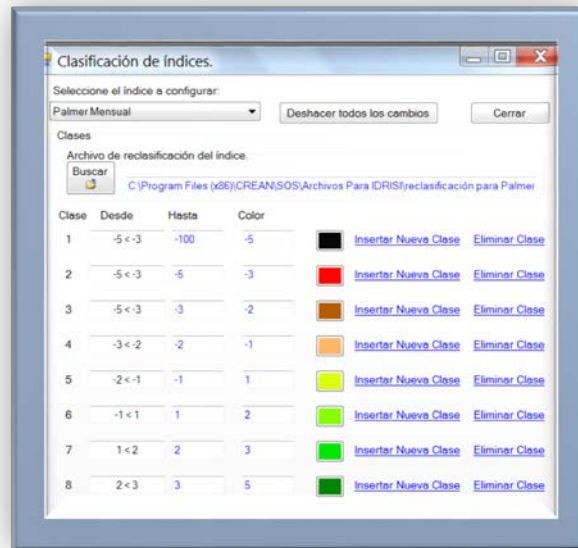 Clasificación de índices.
Seleccione el índice a configurar:
Palmer Mensual Deshacer todos los cambios Cerrar
Clases
Archivo de reclasificación del índice.
Buscar
C:\Program Files (x86)\CREAN\SOS\Archivos Para IDRISI\reclasificación para Palmer
Clase Desde Hasta Color
1 -5 < -3 -100 -5 Insertar Nueva Clase Eliminar Clase
2 -5 < -3 -5 -3 Insertar Nueva Clase Eliminar Clase
3 -5 < -3 -3 -2 Insertar Nueva Clase Eliminar Clase
4 -3 < -2 -2 -1 Insertar Nueva Clase Eliminar Clase
5 -2 < -1 -1 1 Insertar Nueva Clase Eliminar Clase
6 -1 < 1 1 2 Insertar Nueva Clase Eliminar Clase
7 1 < 2 2 3 Insertar Nueva Clase Eliminar Clase
8 2 < 3 3 5 Insertar Nueva Clase Eliminar Clase